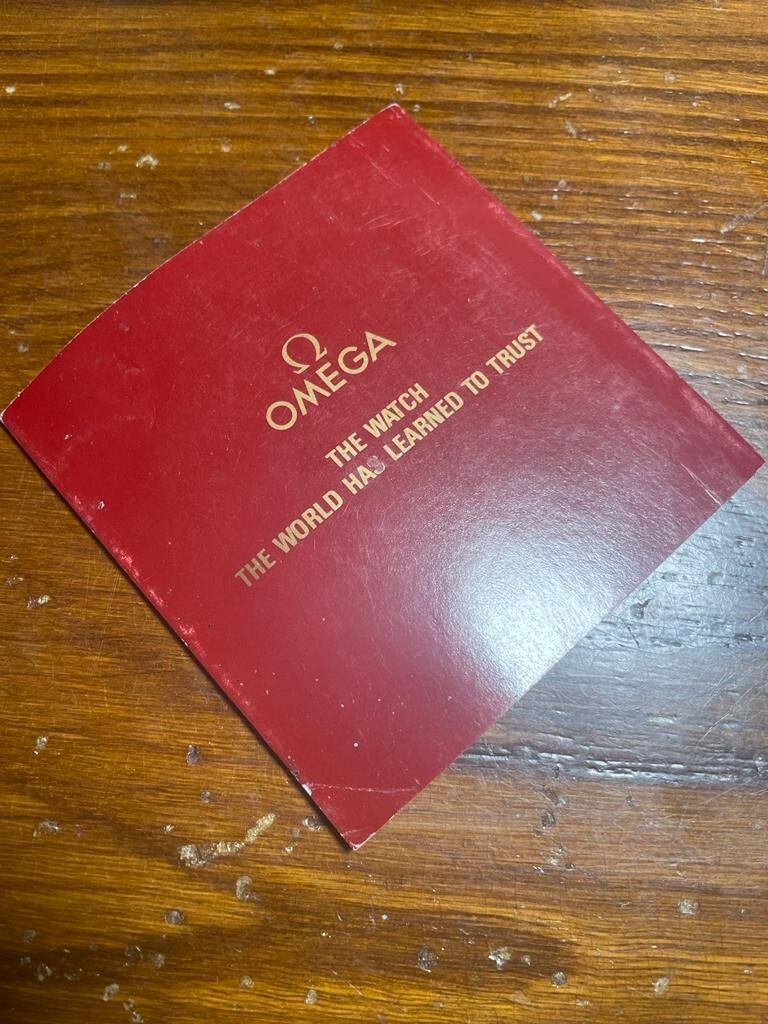 Ω
OMEGA
THE WATCH
THE WORLD HAS LEARNED TO TRUST